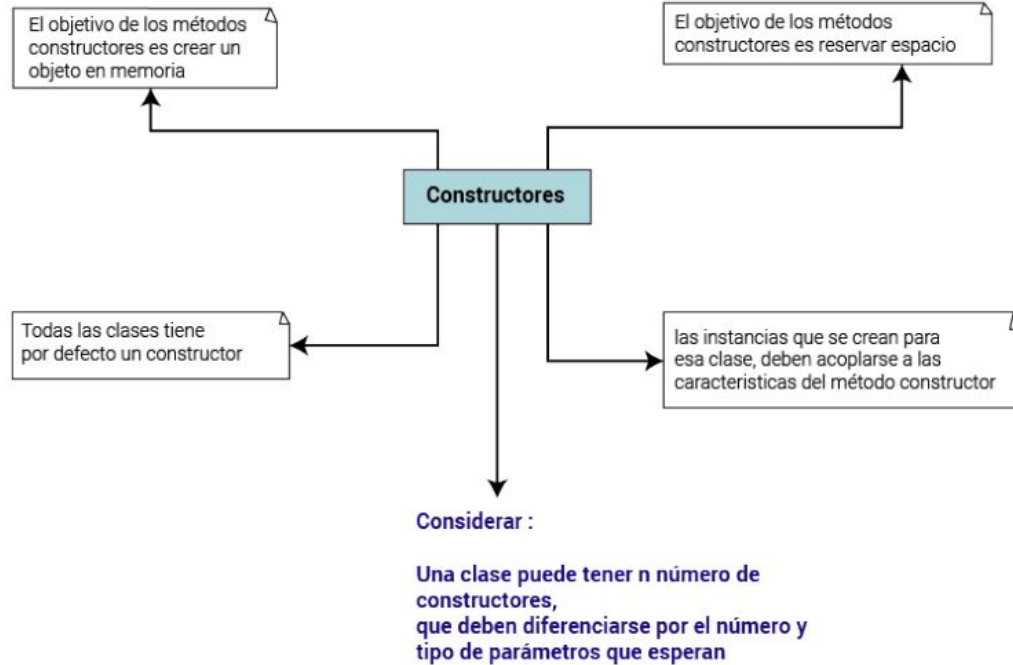 El objetivo de los métodos
constructores es crear un
objeto en memoria
El objetivo de los métodos
constructores es reservar espacio
Constructores
Todas las clases tiene
por defecto un constructor
las instancias que se crean para
esa clase, deben acoplarse a las
caracteristicas del método constructor
Considerar :
Una clase puede tener n número de
constructores,
que deben diferenciarse por el número y
tipo de parámetros que esperan